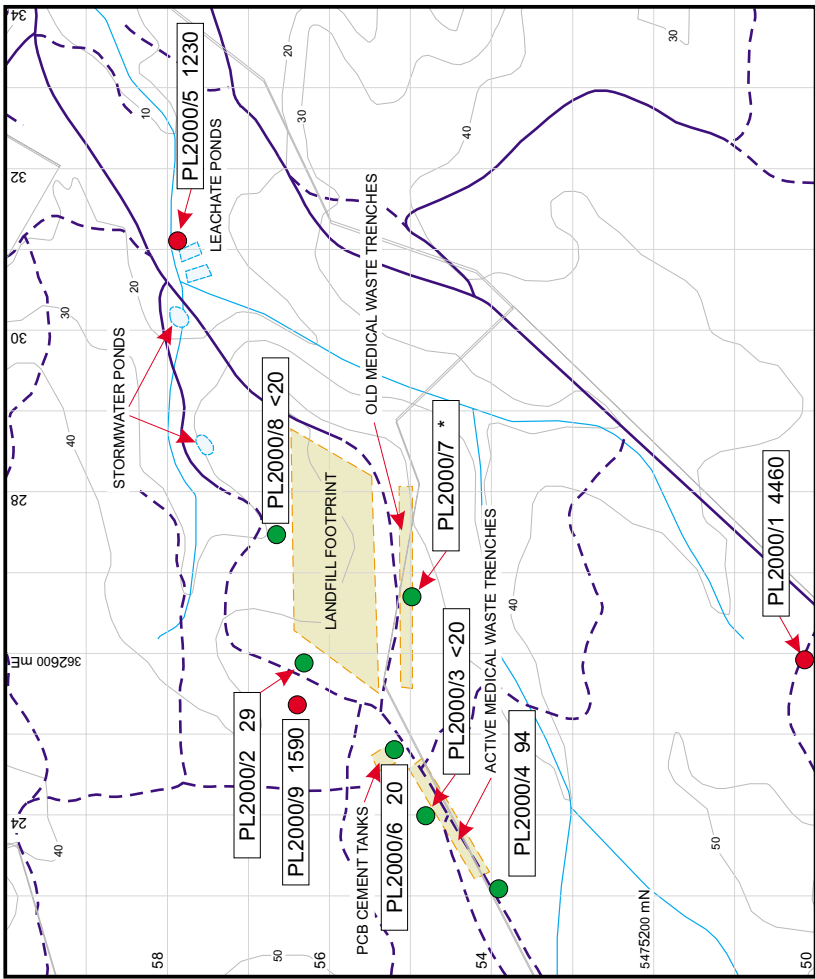 34
32
30
28
362600 mE
24
58
56
54
5475200 mN
50
10
20
30
20
30
40
30
40
50
40
40
50
PL2000/5 1230
LEACHATE PONDS
STORMWATER PONDS
OLD MEDICAL WASTE TRENCHES
PL2000/8 <20
LANDFILL FOOTPRINT
PL2000/7 *
PL2000/2 29
PL2000/9 1590
PCB CEMENT TANKS
PL2000/6 20
PL2000/3 <20
ACTIVE MEDICAL WASTE TRENCHES
PL2000/4 94
PL2000/1 4460